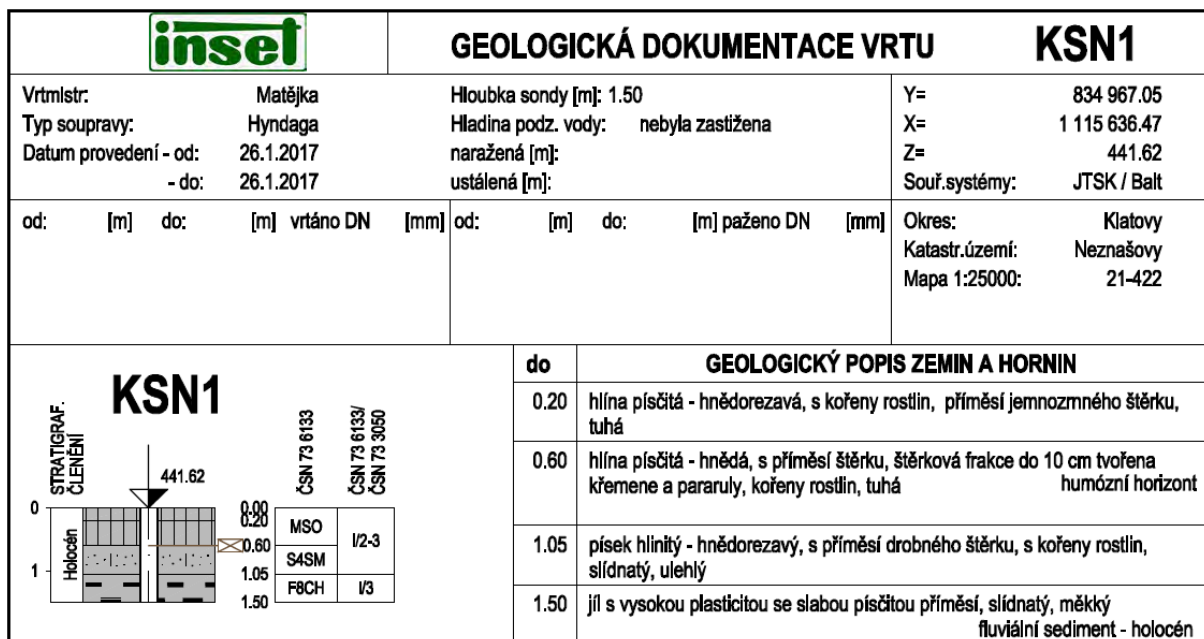 inset
GEOLOGICKÁ DOKUMENTACE VRTU KSN1
Vrtmistr: Matějka
Typ soupravy: Hyndaga
Datum provedení - od: 26.1.2017
- do: 26.1.2017
Hloubka sondy [m]: 1.50
Hladina podz. vody: nebyla zastižena
naražená [m]:
ustálená [m]:
Y= 834 967.05
X= 1 115 636.47
Z= 441.62
Souř.systémy: JTSK / Balt
od: [m] do: [m] vrtáno DN [mm]
od: [m] do: [m] paženo DN [mm]
Okres: Klatovy
Katastr.území: Neznašovy
Mapa 1:25000: 21-422
KSN1
STRATIGRAF.
ČLENĚNÍ
441.62
ČSN 73 6133
ČSN 73 6133/
ČSN 73 3050
0
1
Holocén
0.00
0.20
0.60
1.05
1.50
MSO
S4SM
F8CH
I/2-3
I/3
do GEOLOGICKÝ POPIS ZEMIN A HORNIN
0.20 hlína písčitá - hnědorezavá, s kořeny rostlin, příměsí jemnozrnného štěrku,
tuhá
0.60 hlína písčitá - hnědá, s příměsí štěrku, štěrková frakce do 10 cm tvořena
křemene a pararuly, kořeny rostlin, tuhá humózní horizont
1.05 písek hlinitý - hnědorezavý, s příměsí drobného štěrku, s kořeny rostlin,
slídnatý, ulehlý
1.50 jíl s vysokou plasticitou se slabou písčitou příměsí, slídnatý, měkký
fluviální sediment - holocén